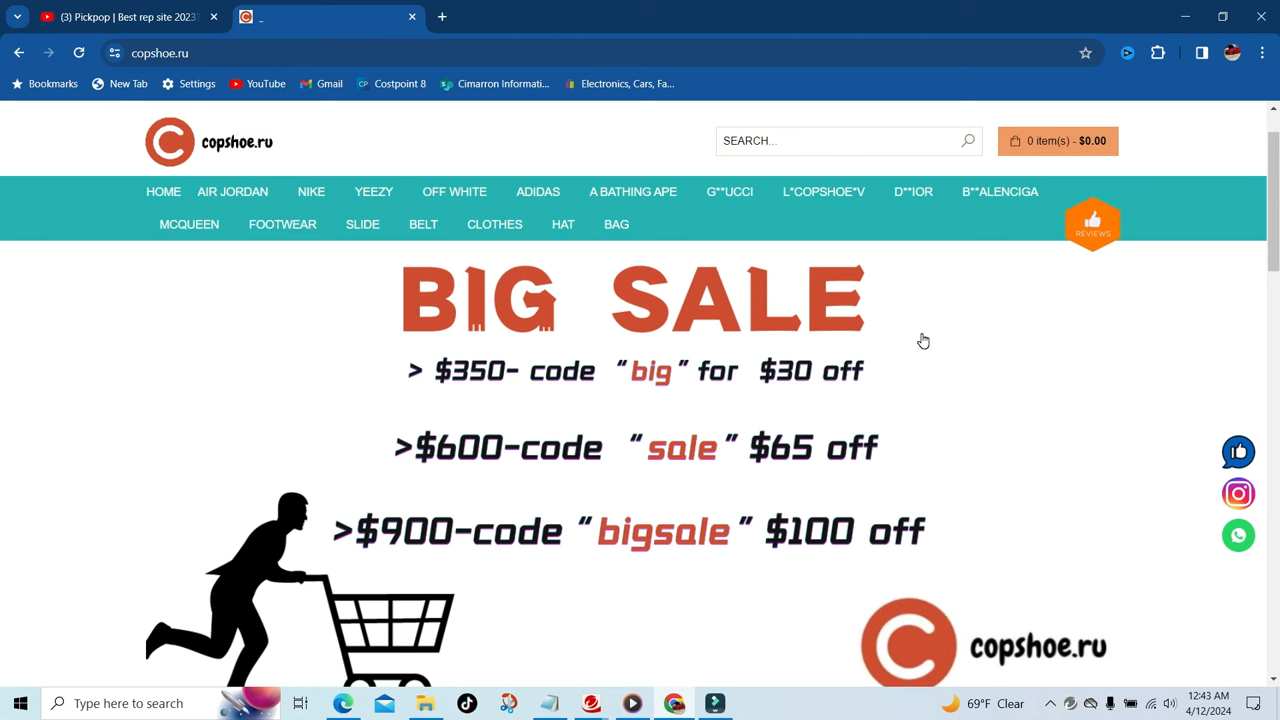 (3) Pickpop | Best rep site 2023?
copshoe.ru
Bookmarks New Tab Settings YouTube Gmail Costpoint 8 Cimarron Informati... Electronics, Cars, Fa...
copshoe.ru
SEARCH...
0 item(s) - $0.00
HOME AIR JORDAN NIKE YEEZY OFF WHITE ADIDAS A BATHING APE G**UCCI L*COPSHOE*V D**IOR B**ALENCIGA
MCQUEEN FOOTWEAR SLIDE BELT CLOTHES HAT BAG
REVIEWS
BIG SALE
> $350- code “big” for $30 off
>$600-code “sale” $65 off
>$900-code “bigsale” $100 off
copshoe.ru
Type here to search
69°F Clear
12:43 AM
4/12/2024